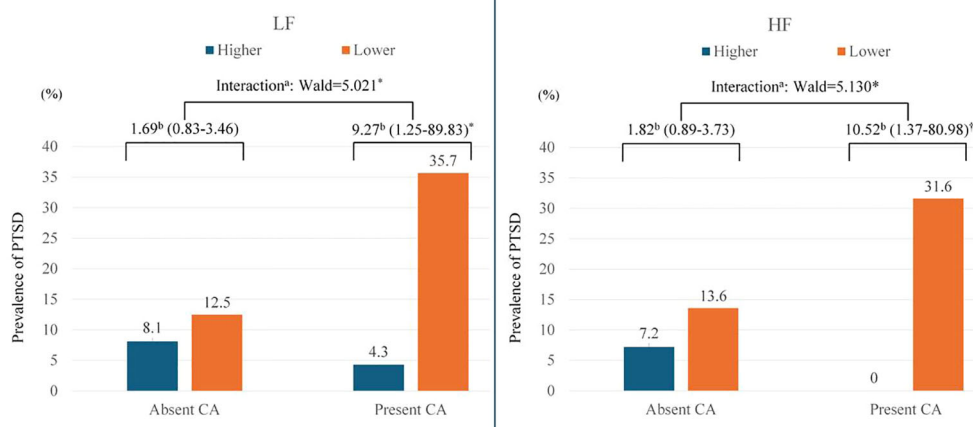 LF
Higher Lower
Interactionᵃ: Wald=5.021*
(%)
1.69ᵇ (0.83-3.46) 9.27ᵇ (1.25-89.83)*
40
35
30
25
20
15
10
5
0
Prevalence of PTSD
8.1
12.5
4.3
35.7
Absent CA Present CA
HF
Higher Lower
Interactionᵃ: Wald=5.130*
(%)
1.82ᵇ (0.89-3.73) 10.52ᵇ (1.37-80.98)
40
35
30
25
20
15
10
5
0
Prevalence of PTSD
7.2
13.6
0
31.6
Absent CA Present CA